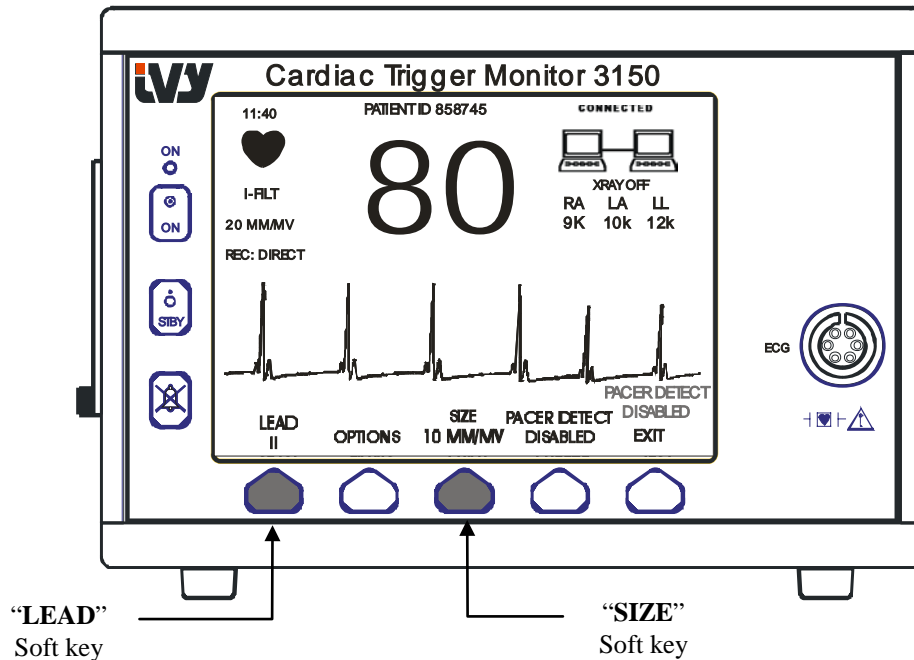 ivy
Cardiac Trigger Monitor 3150
11:40
PATIENT ID 858745
CONNECTED
80
I-FILT
XRAY OFF
RA LA LL
9K 10k 12k
20 MM/MV
REC: DIRECT
ON
ON
STBY
ECG
PACER DETECT
DISABLED
LEAD
II
OPTIONS
SIZE
10 MM/MV
PACER DETECT
DISABLED
EXIT
“LEAD”
Soft key
“SIZE”
Soft key